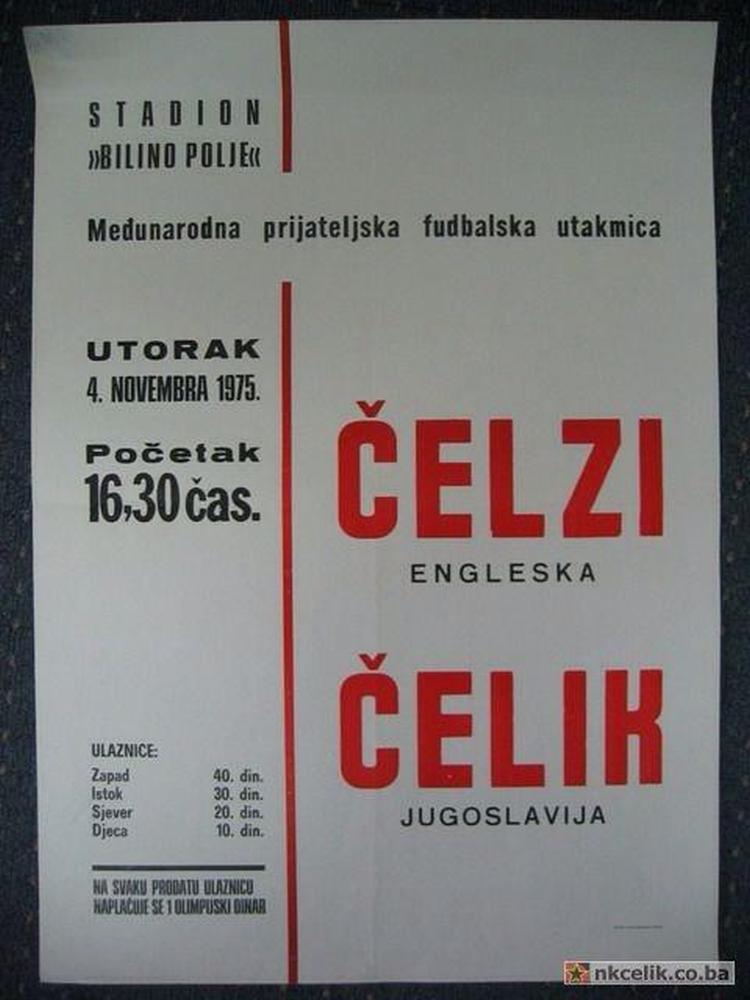 STADION
»BILINO POLJE«
Međunarodna prijateljska fudbalska utakmica
UTORAK
4. NOVEMBRA 1975.
Početak
16,30 čas.
ČELZI
ENGLESKA
ČELIK
JUGOSLAVIJA
ULAZNICE:
Zapad 40. din.
Istok 30. din.
Sjever 20. din.
Djeca 10. din.
NA SVAKU PRODATU ULAZNICU
NAPLAĆUJE SE 1 OLIMPIJSKI DINAR
nkcelik.co.ba